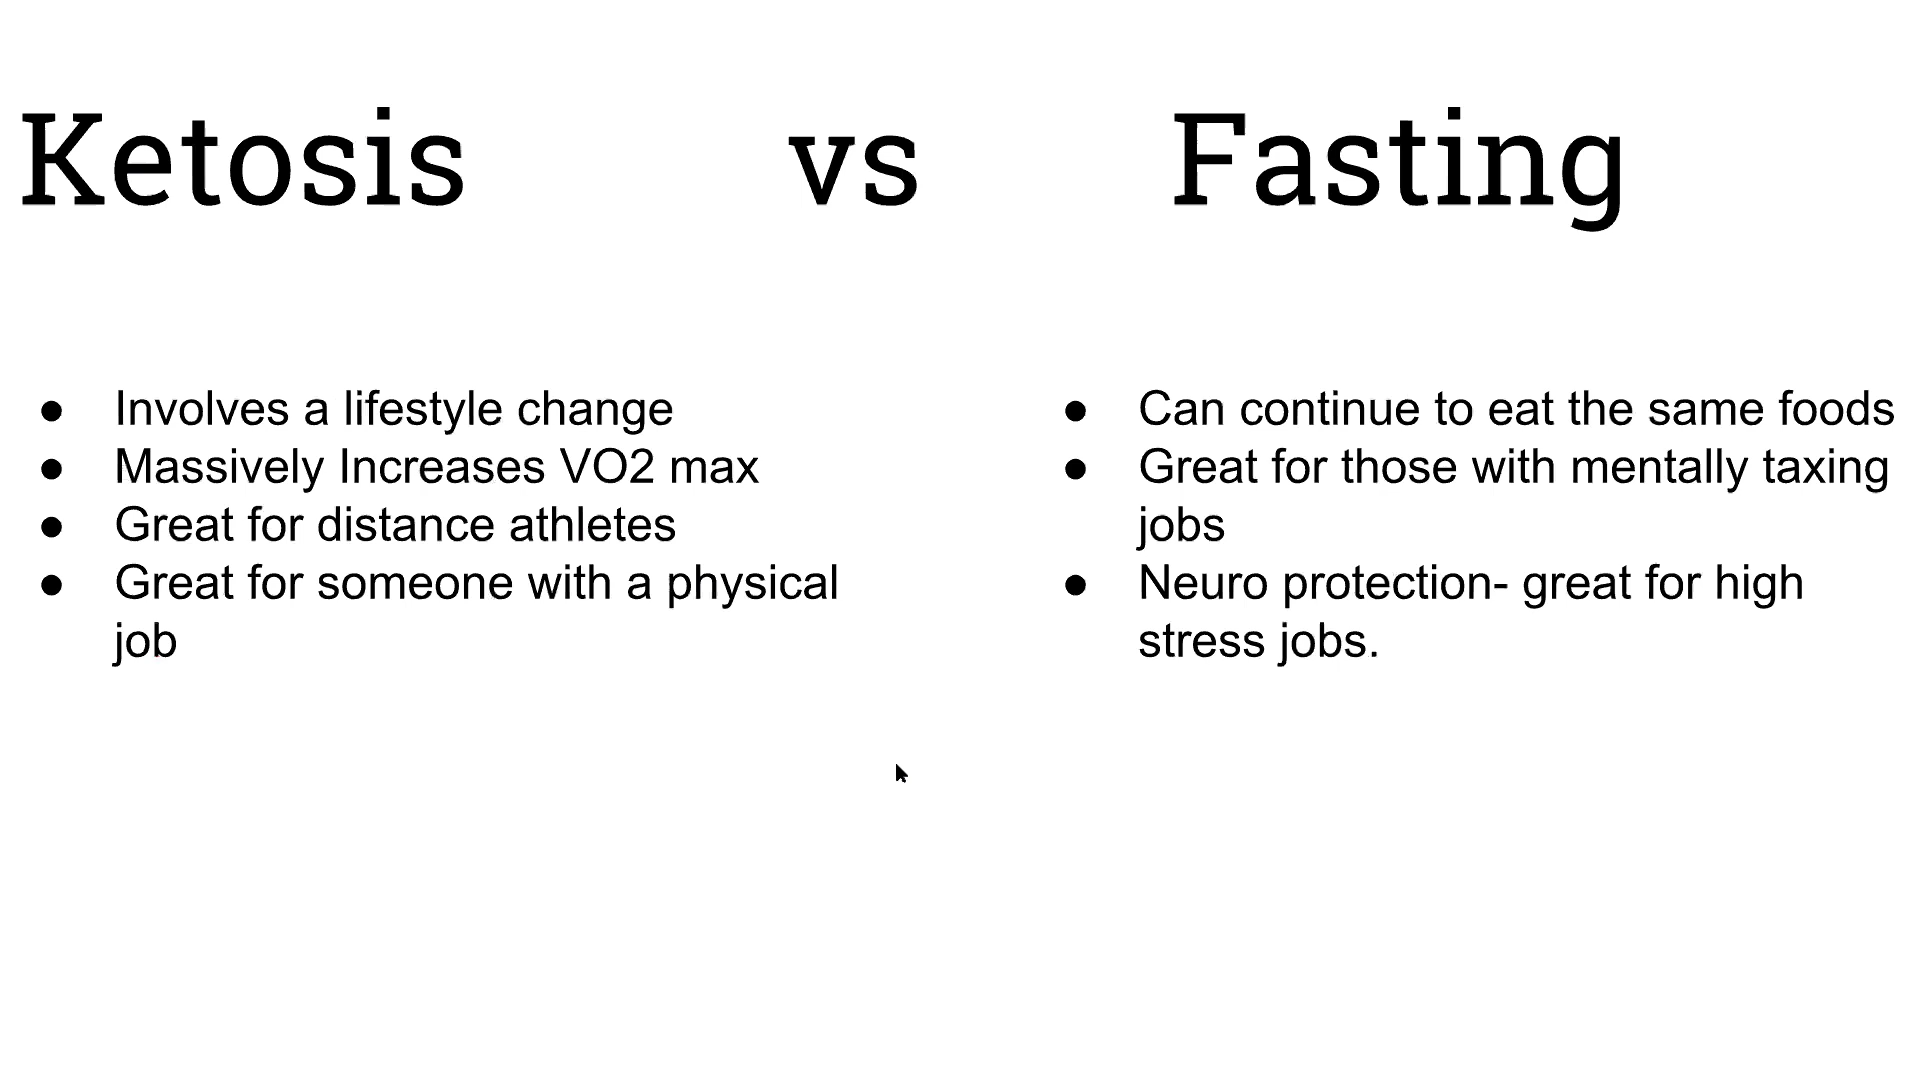 Ketosis vs Fasting
● Involves a lifestyle change
● Massively Increases VO2 max
● Great for distance athletes
● Great for someone with a physical
job
● Can continue to eat the same foods
● Great for those with mentally taxing
jobs
● Neuro protection- great for high
stress jobs.